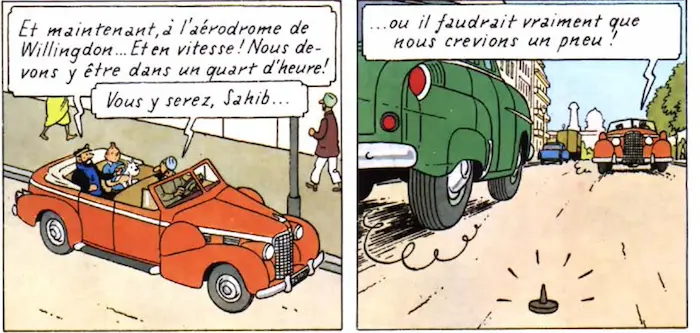 Et maintenant, à l'aérodrome de
Willingdon... Et en vitesse! Nous de-
vons y être dans un quart d'heure!
Vous y serez, Sahib...
...ou il faudrait vraiment que
nous crevions un pneu!